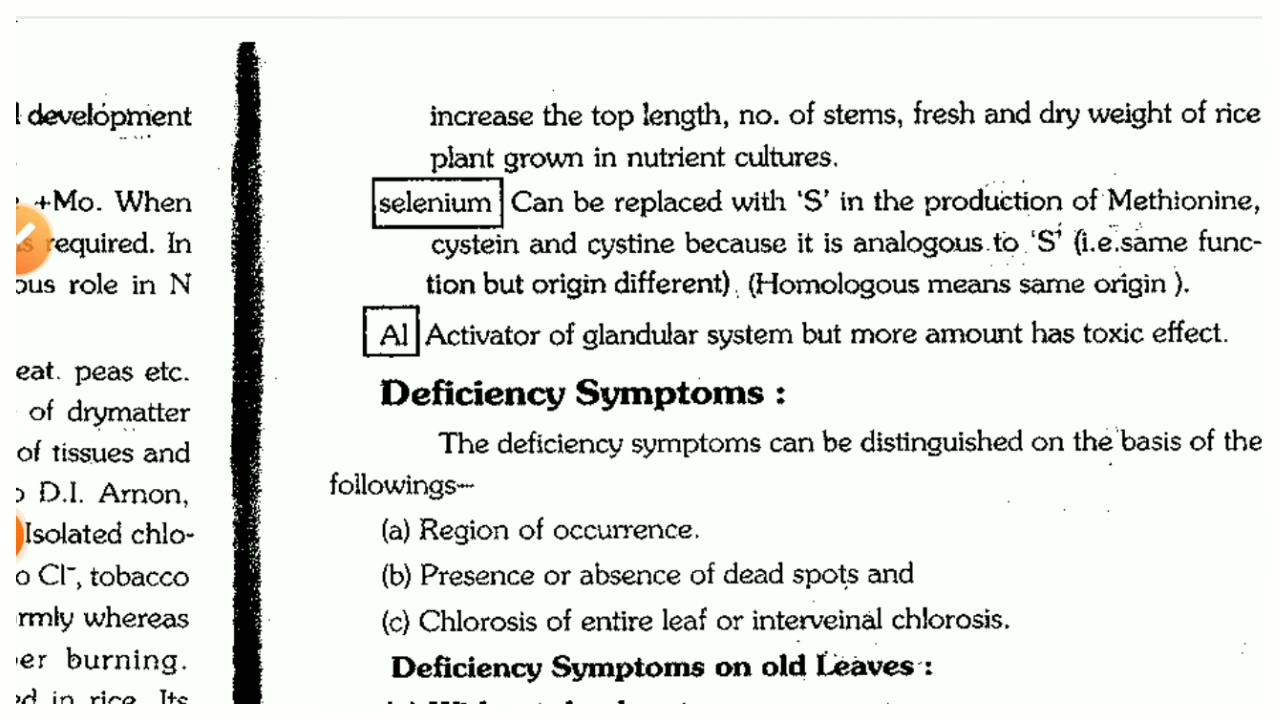 development
+Mo. When
required. In
ous role in N
eat. peas etc.
of drymatter
of tissues and
D.I. Arnon,
Isolated chlo-
o Cl⁻, tobacco
rmly whereas
er burning.
in rice. Its
increase the top length, no. of stems, fresh and dry weight of rice
plant grown in nutrient cultures.
selenium Can be replaced with 'S' in the production of Methionine,
cystein and cystine because it is analogous to 'S' (i.e.same func-
tion but origin different). (Homologous means same origin ).
Al Activator of glandular system but more amount has toxic effect.
Deficiency Symptoms :
The deficiency symptoms can be distinguished on the basis of the
followings---
(a) Region of occurrence.
(b) Presence or absence of dead spots and
(c) Chlorosis of entire leaf or interveinal chlorosis.
Deficiency Symptoms on old Leaves :